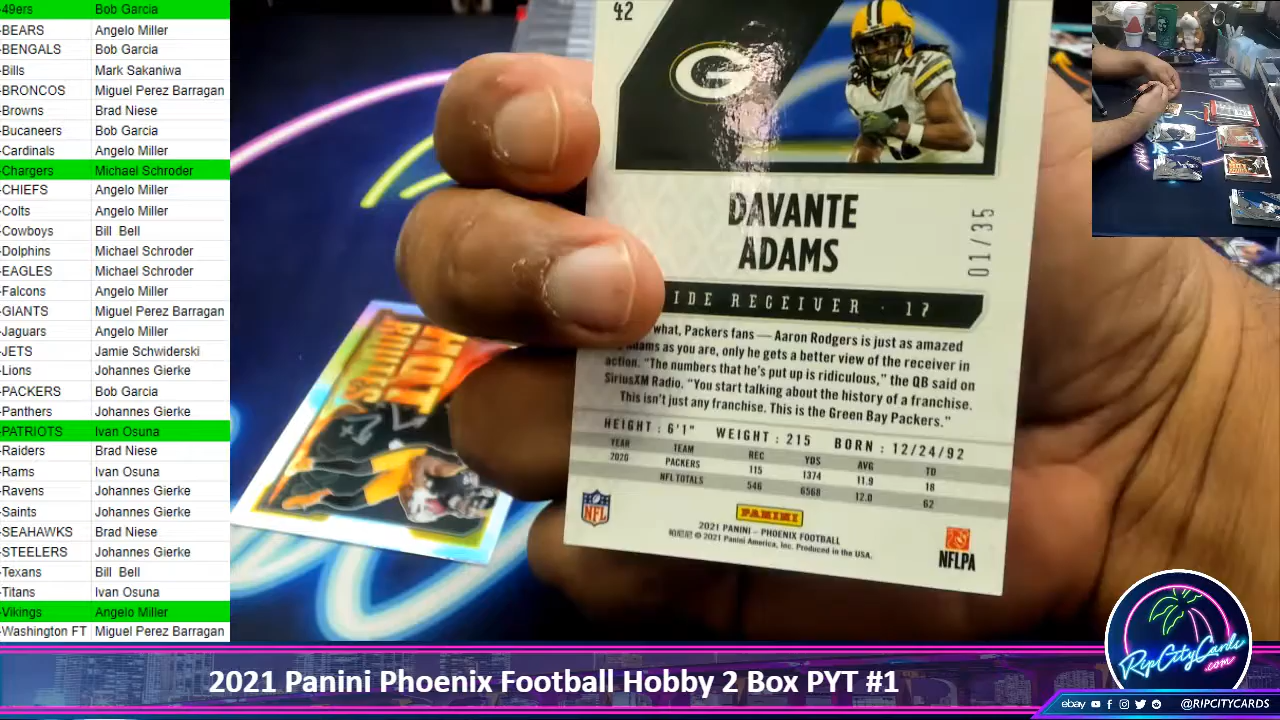 -49ers Bob Garcia
-BEARS Angelo Miller
-BENGALS Bob Garcia
-Bills Mark Sakaniwa
-BRONCOS Miguel Perez Barragan
-Browns Brad Niese
-Bucaneers Bob Garcia
-Cardinals Angelo Miller
-Chargers Michael Schroder
-CHIEFS Angelo Miller
-Colts Angelo Miller
-Cowboys Bill Bell
-Dolphins Michael Schroder
-EAGLES Michael Schroder
-Falcons Angelo Miller
-GIANTS Miguel Perez Barragan
-Jaguars Angelo Miller
-JETS Jamie Schwiderski
-Lions Johannes Gierke
-PACKERS Bob Garcia
-Panthers Johannes Gierke
-PATRIOTS Ivan Osuna
-Raiders Brad Niese
-Rams Ivan Osuna
-Ravens Johannes Gierke
-Saints Johannes Gierke
-SEAHAWKS Brad Niese
-STEELERS Johannes Gierke
-Texans Bill Bell
-Titans Ivan Osuna
-Vikings Angelo Miller
-Washington FT Miguel Perez Barragan
42
G
DAVANTE
ADAMS
01/35
IDE RECEIVER · 17
what, Packers fans — Aaron Rodgers is just as amazed
dams as you are, only he gets a better view of the receiver in
action. "The numbers that he's put up is ridiculous," the QB said on
SiriusXM Radio. "You start talking about the history of a franchise.
This isn't just any franchise. This is the Green Bay Packers."
HEIGHT: 6'1" WEIGHT: 215 BORN: 12/24/92
YEAR TEAM REC YDS AVG TD
2020 PACKERS 115 1374 11.9 18
NFL TOTALS 546 6568 12.0 62
NFL
PANINI
2021 PANINI – PHOENIX FOOTBALL
© 2021 Panini America, Inc. Produced in the USA.
NFLPA
HOT
ROUTES
RipCityCards
.com
2021 Panini Phoenix Football Hobby 2 Box PYT #1
ebay @RIPCITYCARDS